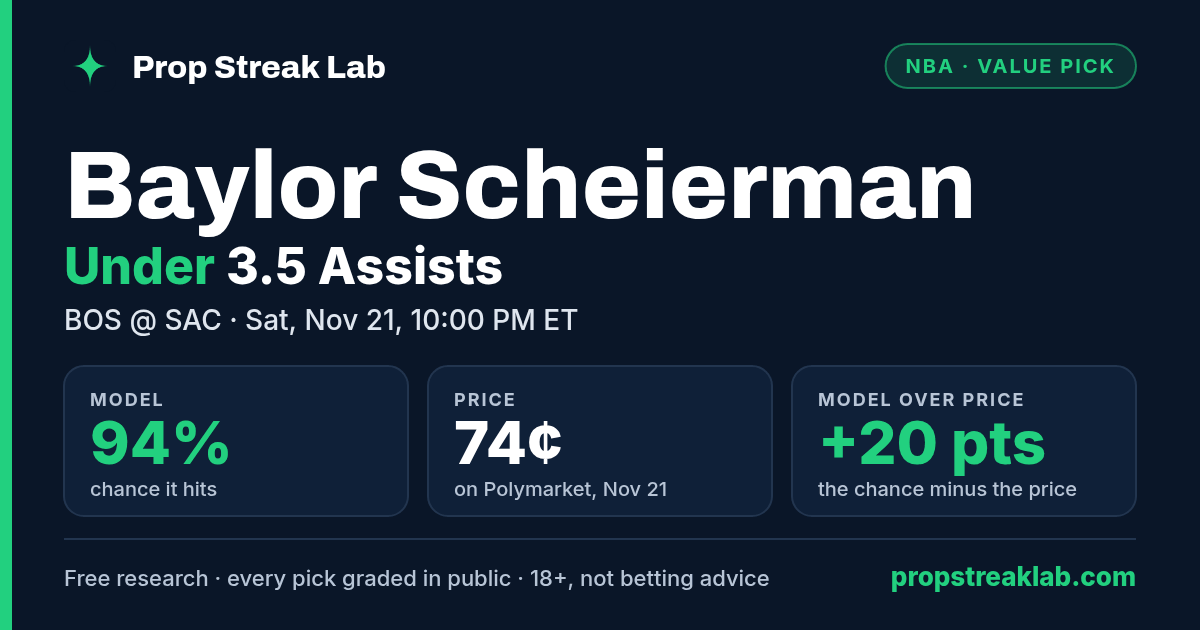 Prop Streak Lab
NBA · VALUE PICK
Baylor Scheierman
Under 3.5 Assists
BOS @ SAC · Sat, Nov 21, 10:00 PM ET
MODEL
94%
chance it hits
PRICE
74¢
on Polymarket, Nov 21
MODEL OVER PRICE
+20 pts
the chance minus the price
Free research · every pick graded in public · 18+, not betting advice
propstreaklab.com